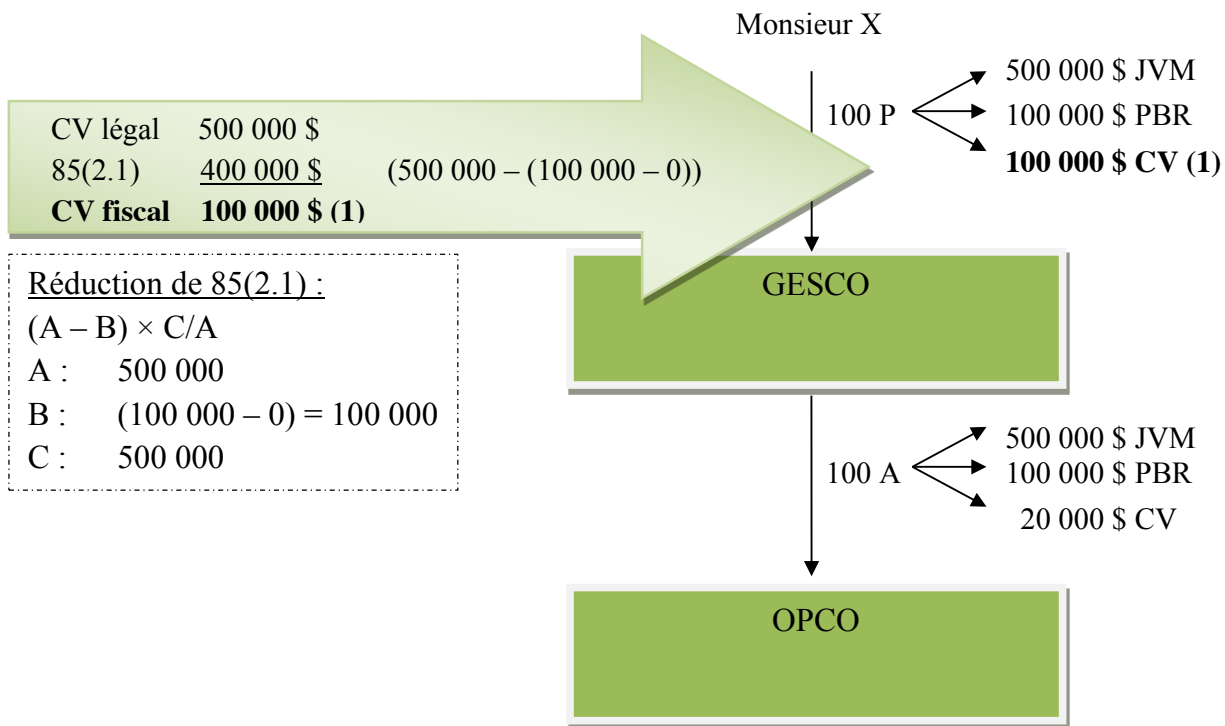 Monsieur X
500 000 $ JVM
100 P
100 000 $ PBR
100 000 $ CV (1)
CV légal 500 000 $
85(2.1) 400 000 $ (500 000 – (100 000 – 0))
CV fiscal 100 000 $ (1)
Réduction de 85(2.1) :
(A – B) × C/A
A : 500 000
B : (100 000 – 0) = 100 000
C : 500 000
GESCO
500 000 $ JVM
100 A
100 000 $ PBR
20 000 $ CV
OPCO